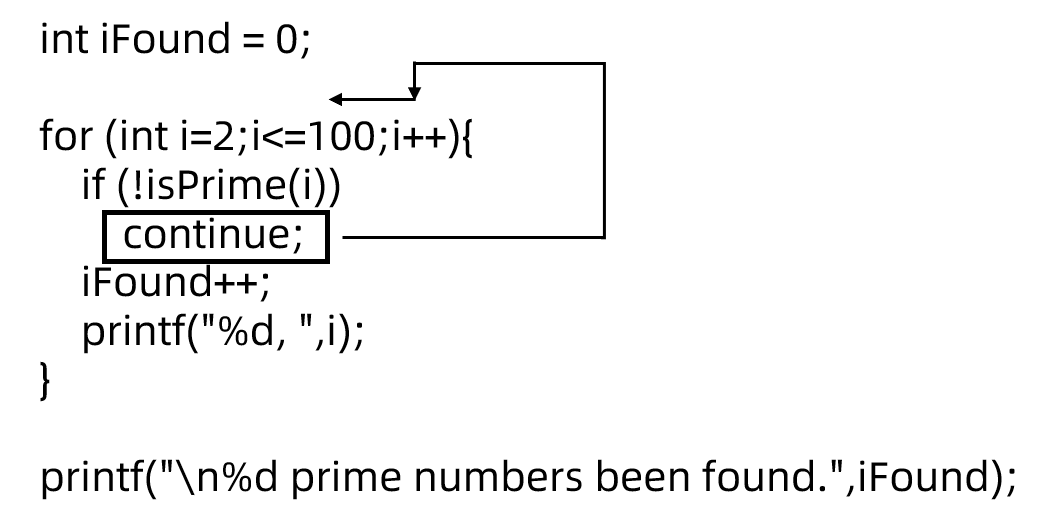 int iFound = 0;
for (int i=2;i<=100;i++){
if (!isPrime(i))
continue;
iFound++;
printf("%d, ",i);
}
printf("\n%d prime numbers been found.",iFound);